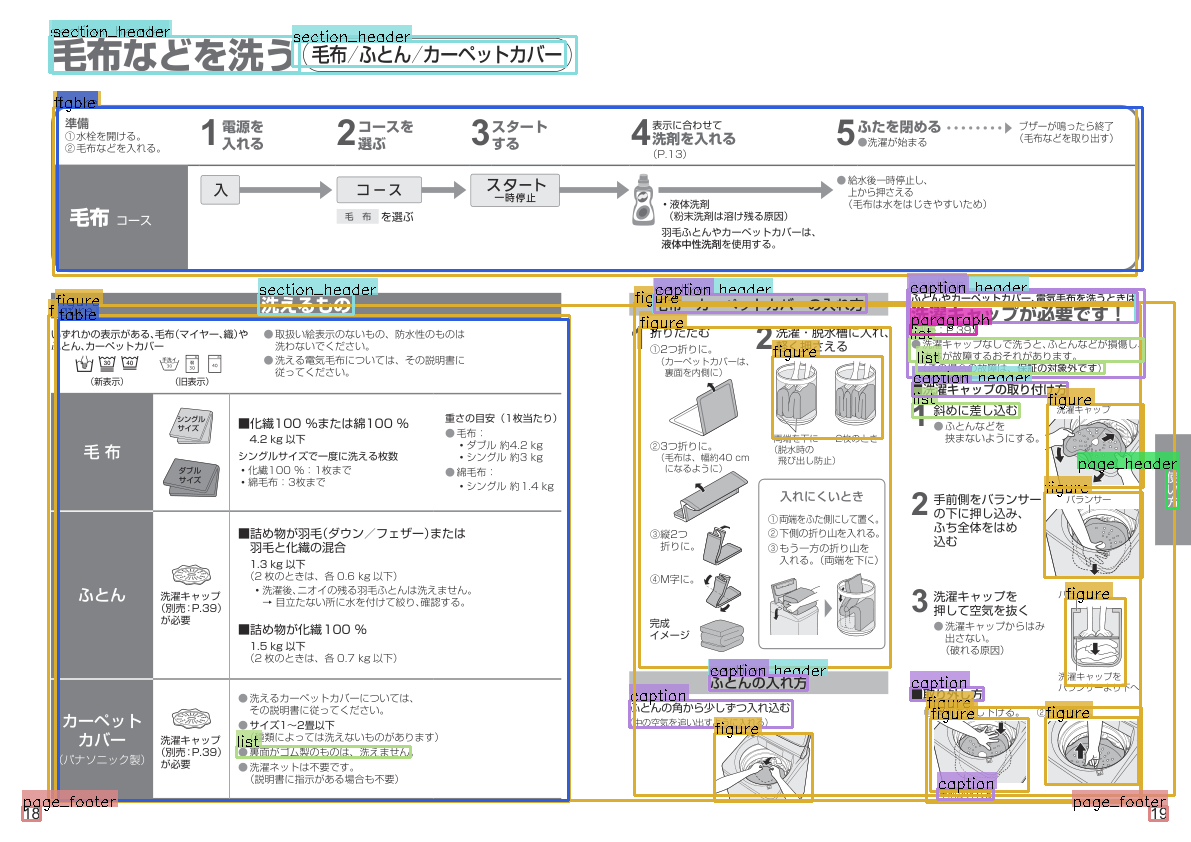 section_header
section_header
毛布などを洗う
毛布/ふとん/カーペットカバー
table
準備
①水栓を開ける。
②毛布などを入れる。
1 電源を
入れる
2 コースを
選ぶ
3 スタート
する
4 表示に合わせて
洗剤を入れる
(P.13)
5 ふたを閉める
●洗濯が始まる
ブザーが鳴ったら終了
(毛布などを取り出す)
毛布 コース
入
コース
毛 布 を選ぶ
スタート
一時停止
・液体洗剤
(粉末洗剤は溶け残る原因)
羽毛ふとんやカーペットカバーは、
液体中性洗剤を使用する。
●給水後一時停止し、
上から押さえる
(毛布は水をはじきやすいため)
section_header
figure
table
洗えるもの
いずれかの表示がある、毛布(マイヤー、織)や
ふとん、カーペットカバー
(新表示)
(旧表示)
●取扱い絵表示のないもの、防水性のものは
洗わないでください。
●洗える電気毛布については、その説明書に
従ってください。
毛 布
シングル
サイズ
ダブル
サイズ
■化繊100 %または綿100 %
4.2 kg 以下
シングルサイズで一度に洗える枚数
・化繊100 %:1枚まで
・綿毛布:3枚まで
重さの目安(1枚当たり)
●毛布:
・ダブル 約4.2 kg
・シングル 約3 kg
●綿毛布:
・シングル 約1.4 kg
ふとん
洗濯キャップ
(別売:P.39)
が必要
■詰め物が羽毛(ダウン/フェザー)または
羽毛と化繊の混合
1.3 kg 以下
(2 枚のときは、各0.6 kg 以下)
・洗濯後、ニオイの残る羽毛ふとんは洗えません。
→ 目立たない所に水を付けて絞り、確認する。
■詰め物が化繊100 %
1.5 kg 以下
(2 枚のときは、各0.7 kg 以下)
カーペット
カバー
(パナソニック製)
洗濯キャップ
(別売:P.39)
が必要
●洗えるカーペットカバーについては、
その説明書に従ってください。
●サイズ1~2畳以下
類によっては洗えないものがあります)
list
●裏面がゴム製のものは、洗えません。
●洗濯ネットは不要です。
(説明書に指示がある場合も不要)
page_footer
18
caption header
figure
毛布・カーペットカバーの入れ方
figure
折りたたむ
①2つ折りに。
(カーペットカバーは、
裏面を内側に)
②3つ折りに。
(毛布は、幅約40 cm
になるように)
③縦2つ
折りに。
④M字に。
完成
イメージ
2 洗濯・脱水槽に入れ、
軽く押さえる
figure
両端を下に
(脱水時の
飛び出し防止)
2枚のとき
入れにくいとき
①両端をふた側にして置く。
②下側の折り山を入れる。
③もう一方の折り山を
入れる。(両端を下に)
caption header
ふとんの入れ方
caption
ふとんの角から少しずつ入れ込む
figure
caption header
ふとんやカーペットカバー、電気毛布を洗うときは
洗濯キャップが必要です!
paragraph
list
●洗濯キャップなしで洗うと、ふとんなどが損傷し、
が故障するおそれがあります。
list
証の対象外です)
caption header
■洗濯キャップの取り付け方
list
1 斜めに差し込む
●ふとんなどを
挟まないようにする。
figure
洗濯キャップ
page_header
使い方
2 手前側をバランサー
の下に押し込み、
ふち全体をはめ
込む
figure
バランサー
3 洗濯キャップを
押して空気を抜く
●洗濯キャップからはみ
出さない。
(破れる原因)
figure
洗濯キャップを
バランサーより下へ
caption
■取り外し方
figure
figure
figure
caption
page_footer
19